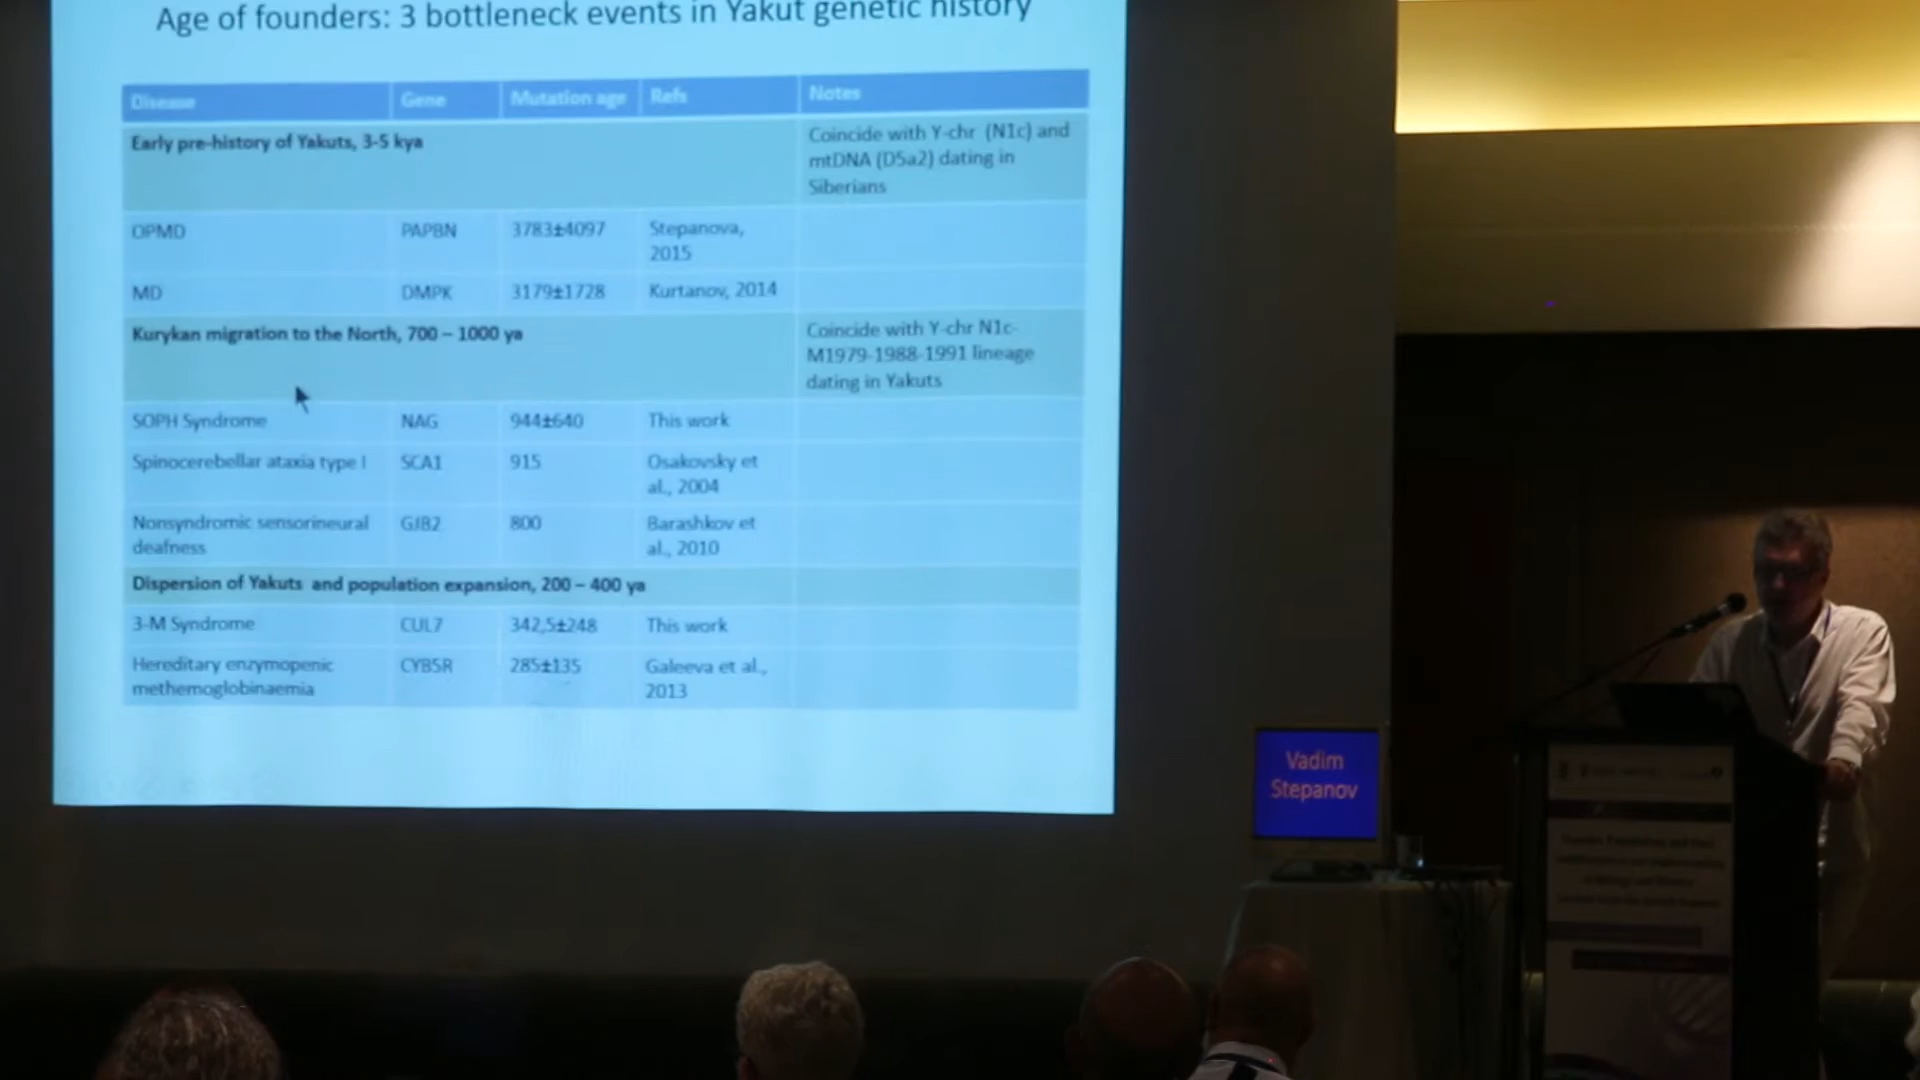 Age of founders: 3 bottleneck events in Yakut genetic history
Disease Gene Mutation age Refs Notes
Early pre-history of Yakuts, 3-5 kya
Coincide with Y-chr (N1c) and
mtDNA (D5a2) dating in
Siberians
OPMD PAPBN 3783±4097 Stepanova,
2015
MD DMPK 3179±1728 Kurtanov, 2014
Kurykan migration to the North, 700 – 1000 ya
Coincide with Y-chr N1c-
M1979-1988-1991 lineage
dating in Yakuts
SOPH Syndrome NAG 944±640 This work
Spinocerebellar ataxia type I SCA1 915 Osakovsky et
al., 2004
Nonsyndromic sensorineural
deafness
GJB2 800 Barashkov et
al., 2010
Dispersion of Yakuts and population expansion, 200 – 400 ya
3-M Syndrome CUL7 342,5±248 This work
Hereditary enzymopenic
methemoglobinaemia
CYB5R 285±135 Galeeva et al.,
2013
Vadim
Stepanov